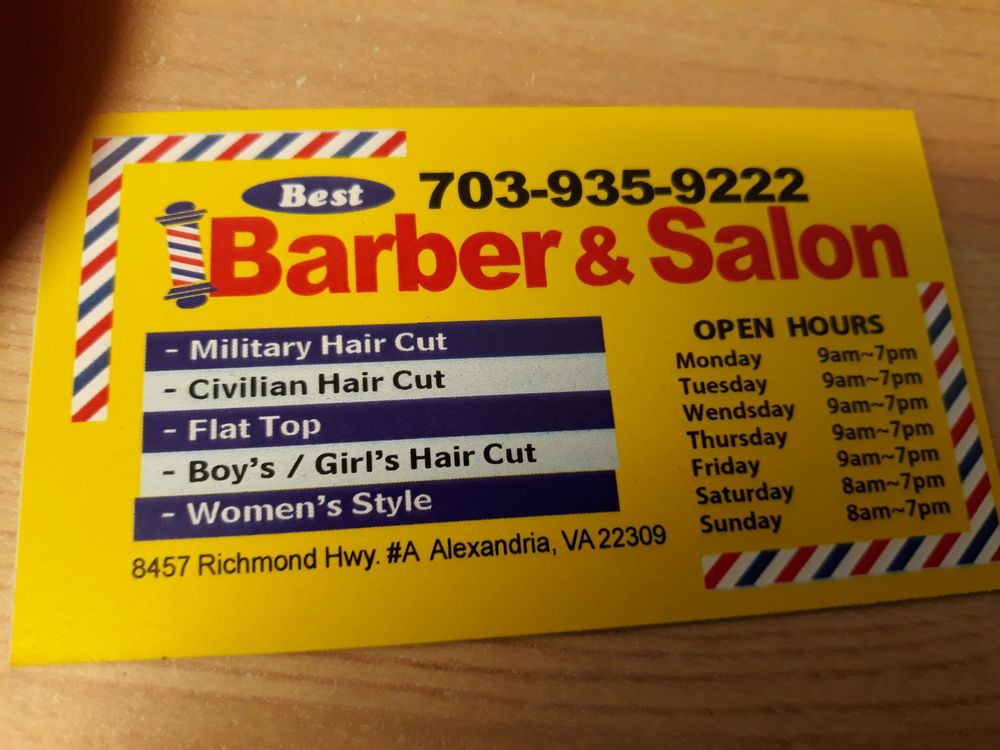 Best 703-935-9222
Barber & Salon
- Military Hair Cut
- Civilian Hair Cut
- Flat Top
- Boy's / Girl's Hair Cut
- Women's Style
8457 Richmond Hwy. #A Alexandria, VA 22309
OPEN HOURS
Monday 9am~7pm
Tuesday 9am~7pm
Wendsday 9am~7pm
Thursday 9am~7pm
Friday 9am~7pm
Saturday 8am~7pm
Sunday 8am~7pm